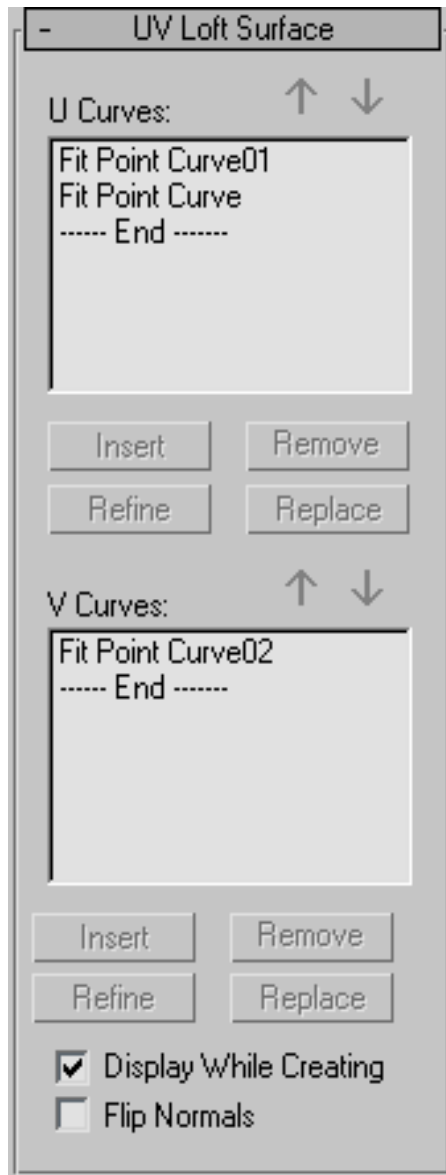 - UV Loft Surface
U Curves:
Fit Point Curve01
Fit Point Curve
------ End -------
Insert Remove
Refine Replace
V Curves:
Fit Point Curve02
------ End -------
Insert Remove
Refine Replace
Display While Creating
Flip Normals